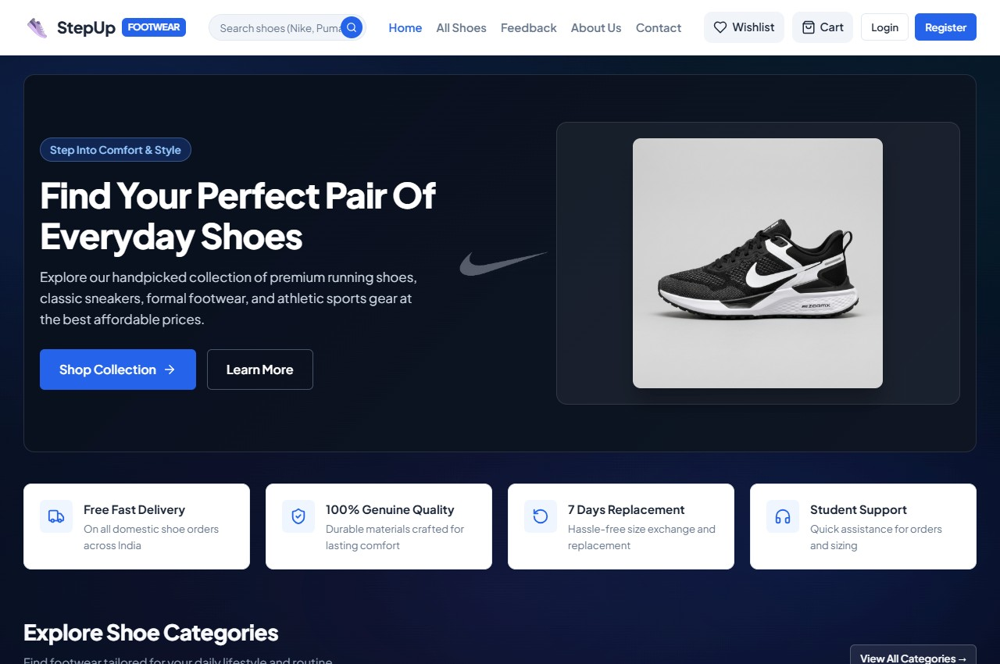 StepUp FOOTWEAR
Search shoes (Nike, Puma
Home
All Shoes
Feedback
About Us
Contact
Wishlist
Cart
Login
Register
Step Into Comfort & Style
Find Your Perfect Pair Of
Everyday Shoes
Explore our handpicked collection of premium running shoes,
classic sneakers, formal footwear, and athletic sports gear at
the best affordable prices.
Shop Collection →
Learn More
ZOOMX
Free Fast Delivery
On all domestic shoe orders
across India
100% Genuine Quality
Durable materials crafted for
lasting comfort
7 Days Replacement
Hassle-free size exchange and
replacement
Student Support
Quick assistance for orders
and sizing
Explore Shoe Categories
Find footwear tailored for your daily lifestyle and routine
View All Categories →